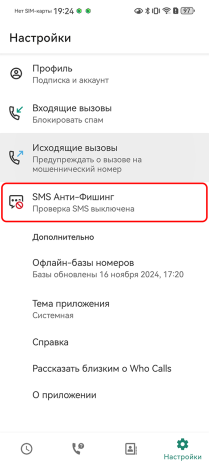 Нет SIM-карты 19:24
97
Настройки
Профиль
Подписка и аккаунт
Входящие вызовы
Блокировать спам
Исходящие вызовы
Предупреждать о вызове на
мошеннический номер
SMS Анти-Фишинг
Проверка SMS выключена
Дополнительно
Офлайн-базы номеров
Базы обновлены 16 ноября 2024, 17:20
Тема приложения
Системная
Справка
Рассказать близким о Who Calls
О приложении
Настройки